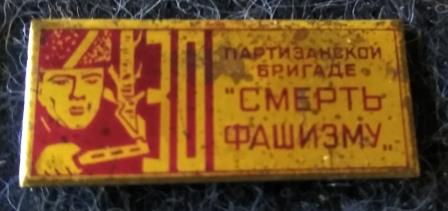 30
ПАРТИЗАНСКОЙ
БРИГАДЕ
"СМЕРТЬ
ФАШИЗМУ„